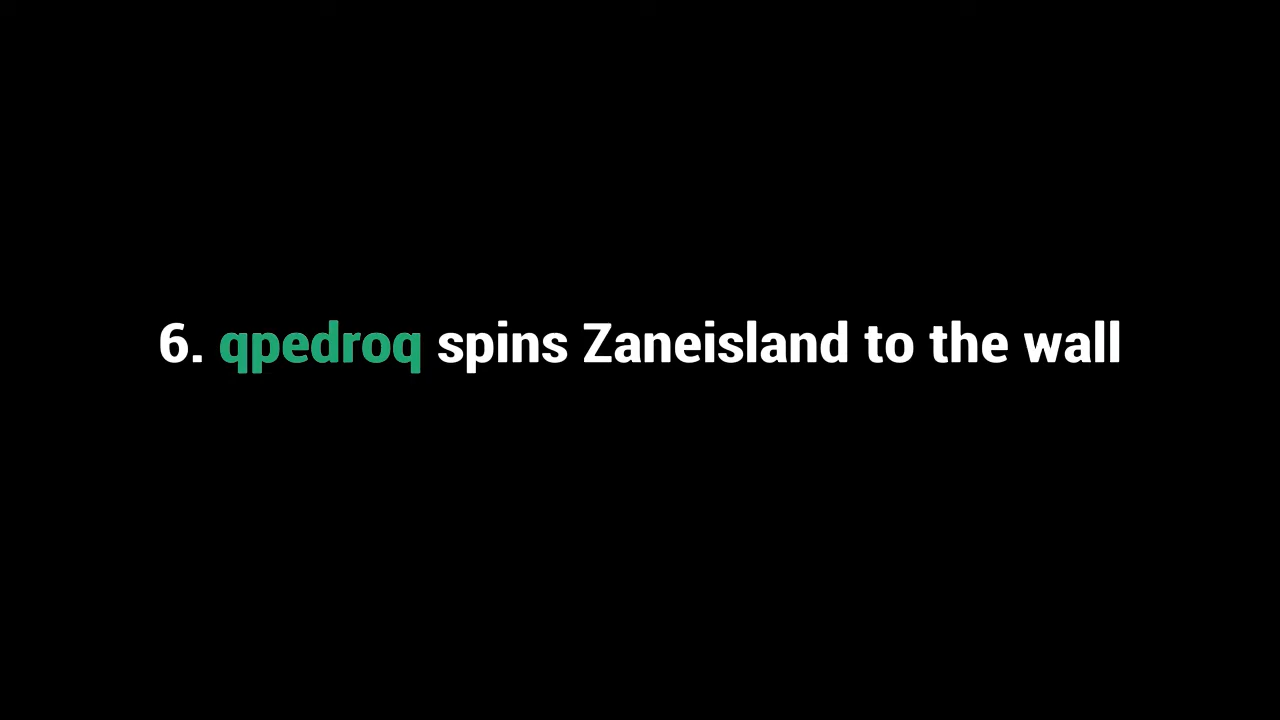 6. qpedroq spins Zaneisland to the wall